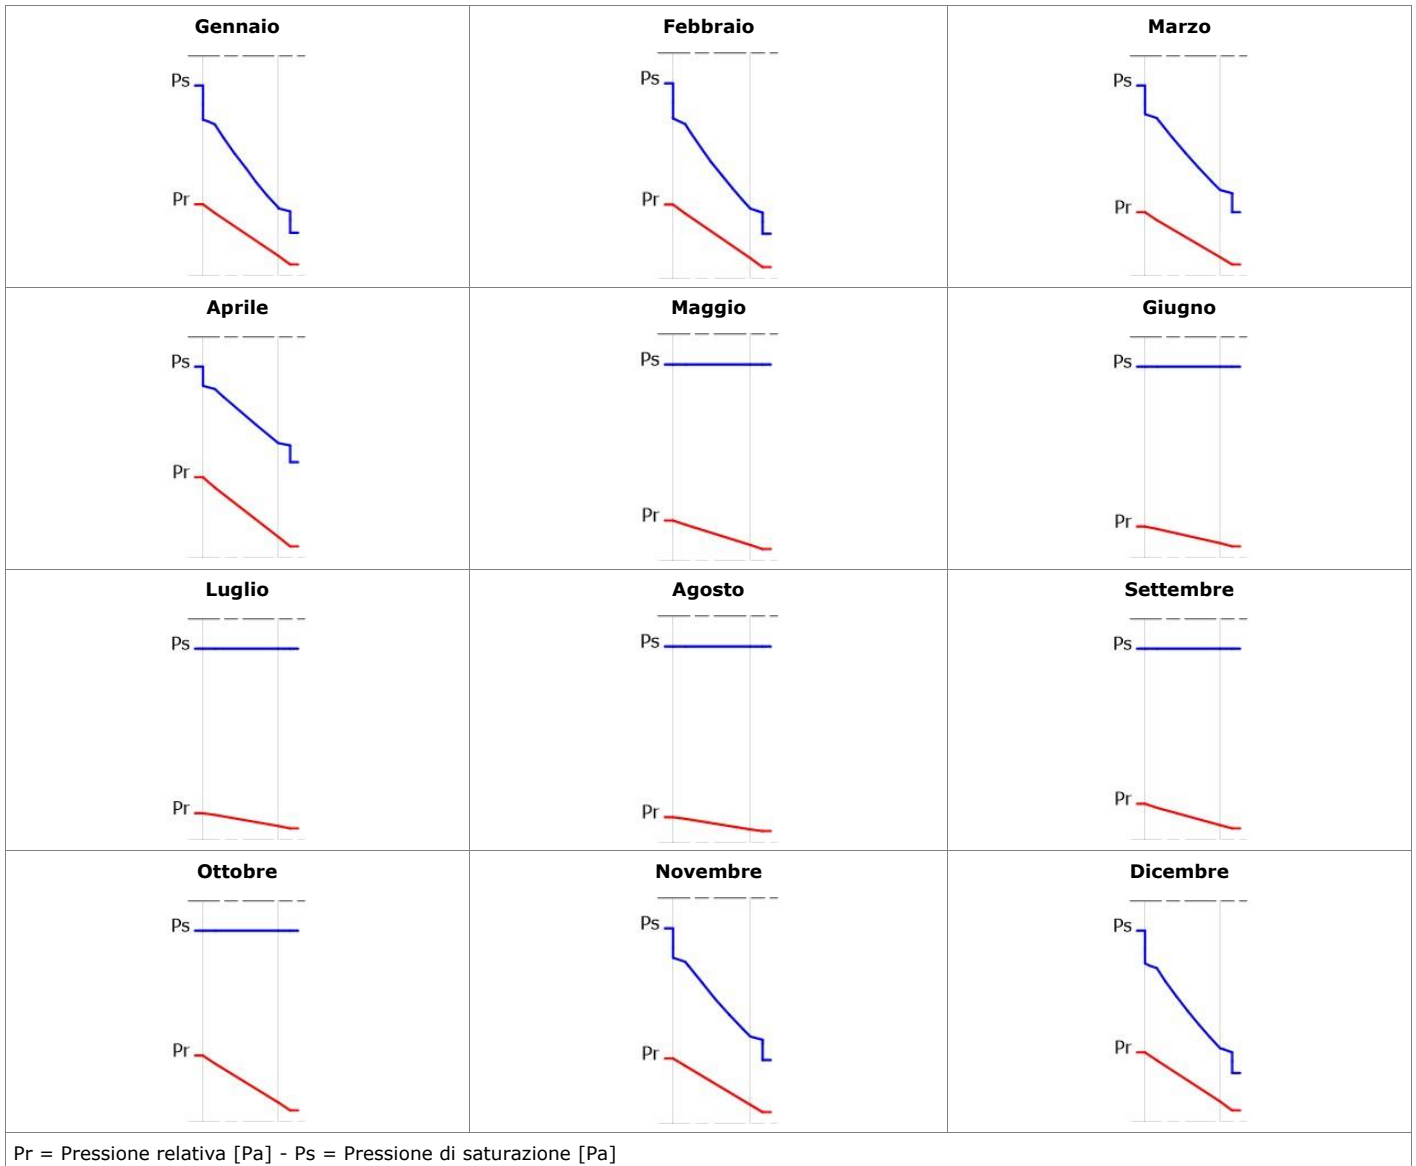 Gennaio
Febbraio
Marzo
Ps
Ps
Ps
Pr
Pr
Pr
Aprile
Maggio
Giugno
Ps
Ps
Ps
Pr
Pr
Pr
Luglio
Agosto
Settembre
Ps
Ps
Ps
Pr
Pr
Pr
Ottobre
Novembre
Dicembre
Ps
Ps
Ps
Pr
Pr
Pr
Pr = Pressione relativa [Pa] - Ps = Pressione di saturazione [Pa]